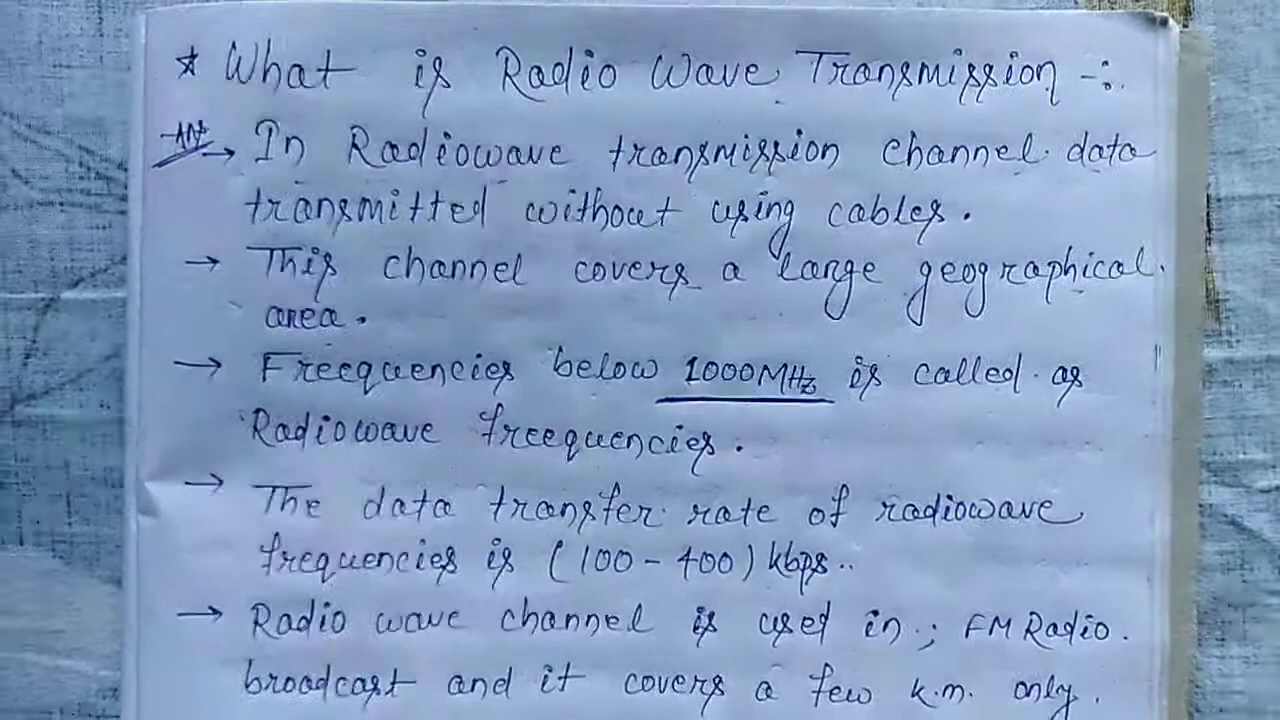 * What is Radio Wave Transmission -:.
Ans → In Radiowave transmission channel data
transmitted without using cables.
→ This channel covers a large geographical.
area.
→ Freequencies below 1000MHz is called as
Radiowave freequencies.
→ The data transfer rate of radiowave
frequencies is (100-400) kbps..
→ Radio wave channel is used in; FM Radio.
broadcast and it covers a few k.m. only.